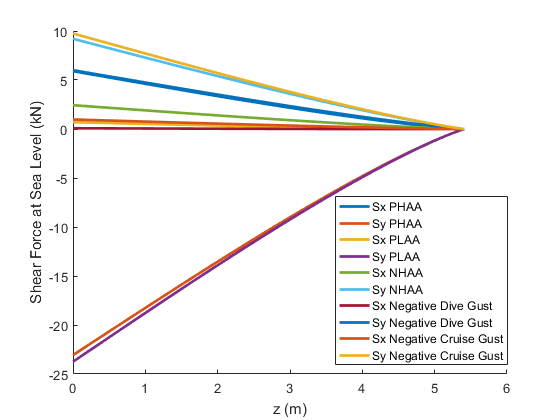 10
5
0
-5
-10
-15
-20
-25
Shear Force at Sea Level (kN)
Sx PHAA
Sy PHAA
Sx PLAA
Sy PLAA
Sx NHAA
Sy NHAA
Sx Negative Dive Gust
Sy Negative Dive Gust
Sx Negative Cruise Gust
Sy Negative Cruise Gust
0 1 2 3 4 5 6
z (m)